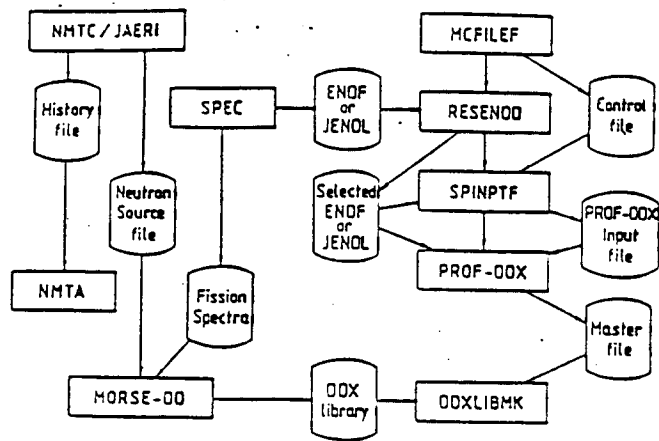 NMTC/JAERI
MCFILEF
History
file
SPEC
ENDF
or
JENDL
RESENDD
Control
file
Neutron
Source
file
Selected
ENDF
or
JENDL
SPINPTF
PROF-DDX
Input
file
NMTA
Fission
Spectra
PROF-DDX
Master
file
MORSE-DD
DDX
library
DDXLIBMK